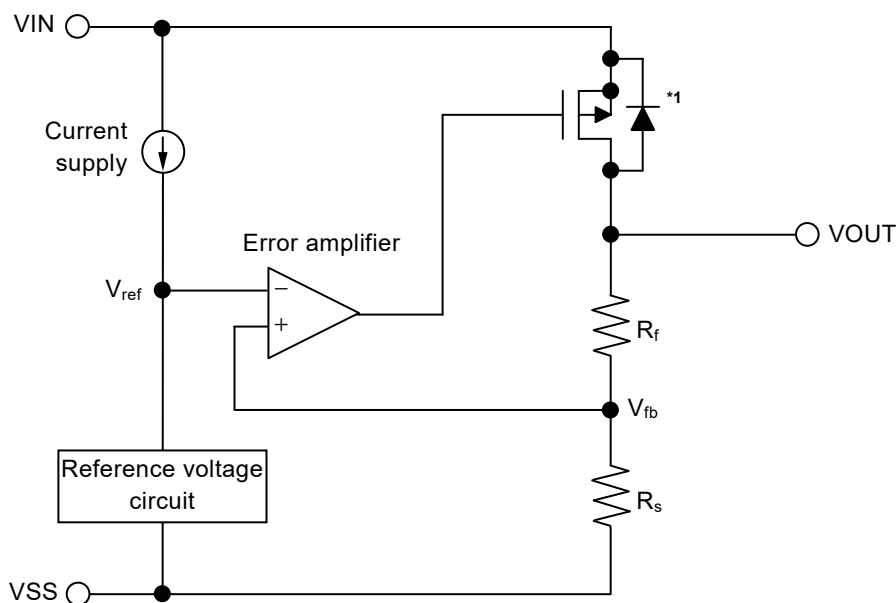 VIN
*1
Current
supply
Error amplifier
VOUT
Vref
−
+
Rf
Vfb
Reference voltage
circuit
Rs
VSS